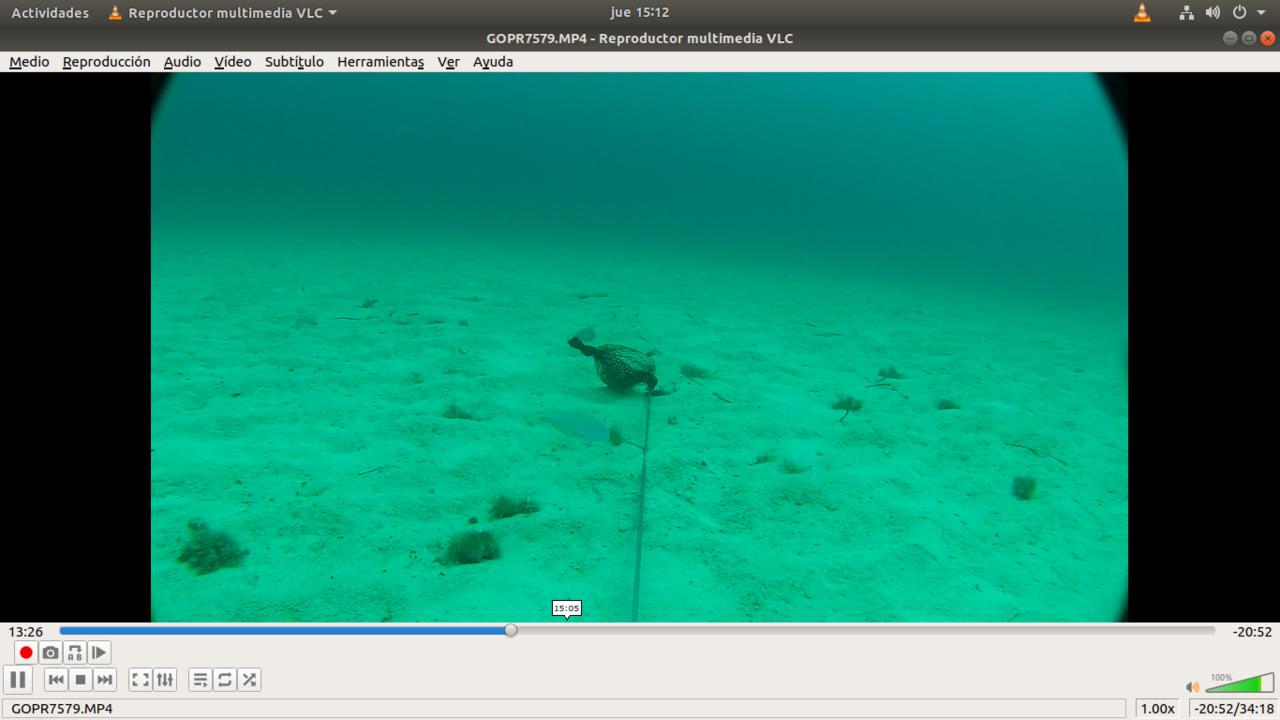 Actividades Reproductor multimedia VLC jue 15:12
GOPR7579.MP4 - Reproductor multimedia VLC
Medio Reproducción Audio Vídeo Subtítulo Herramientas Ver Ayuda
15:05
13:26 -20:52
A B
100%
GOPR7579.MP4 1.00x -20:52/34:18